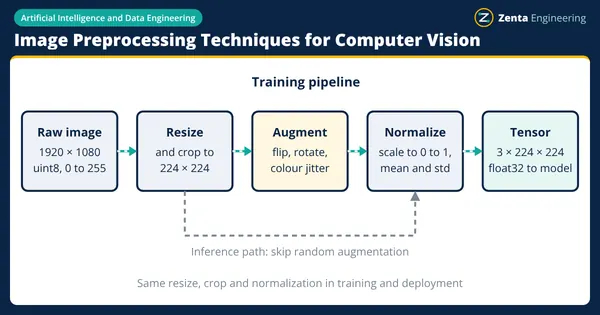 Artificial Intelligence and Data Engineering
Zenta Engineering
Image Preprocessing Techniques for Computer Vision
Training pipeline
Raw image
1920 × 1080
uint8, 0 to 255
Resize
and crop to
224 × 224
Augment
flip, rotate,
colour jitter
Normalize
scale to 0 to 1,
mean and std
Tensor
3 × 224 × 224
float32 to model
Inference path: skip random augmentation
Same resize, crop and normalization in training and deployment